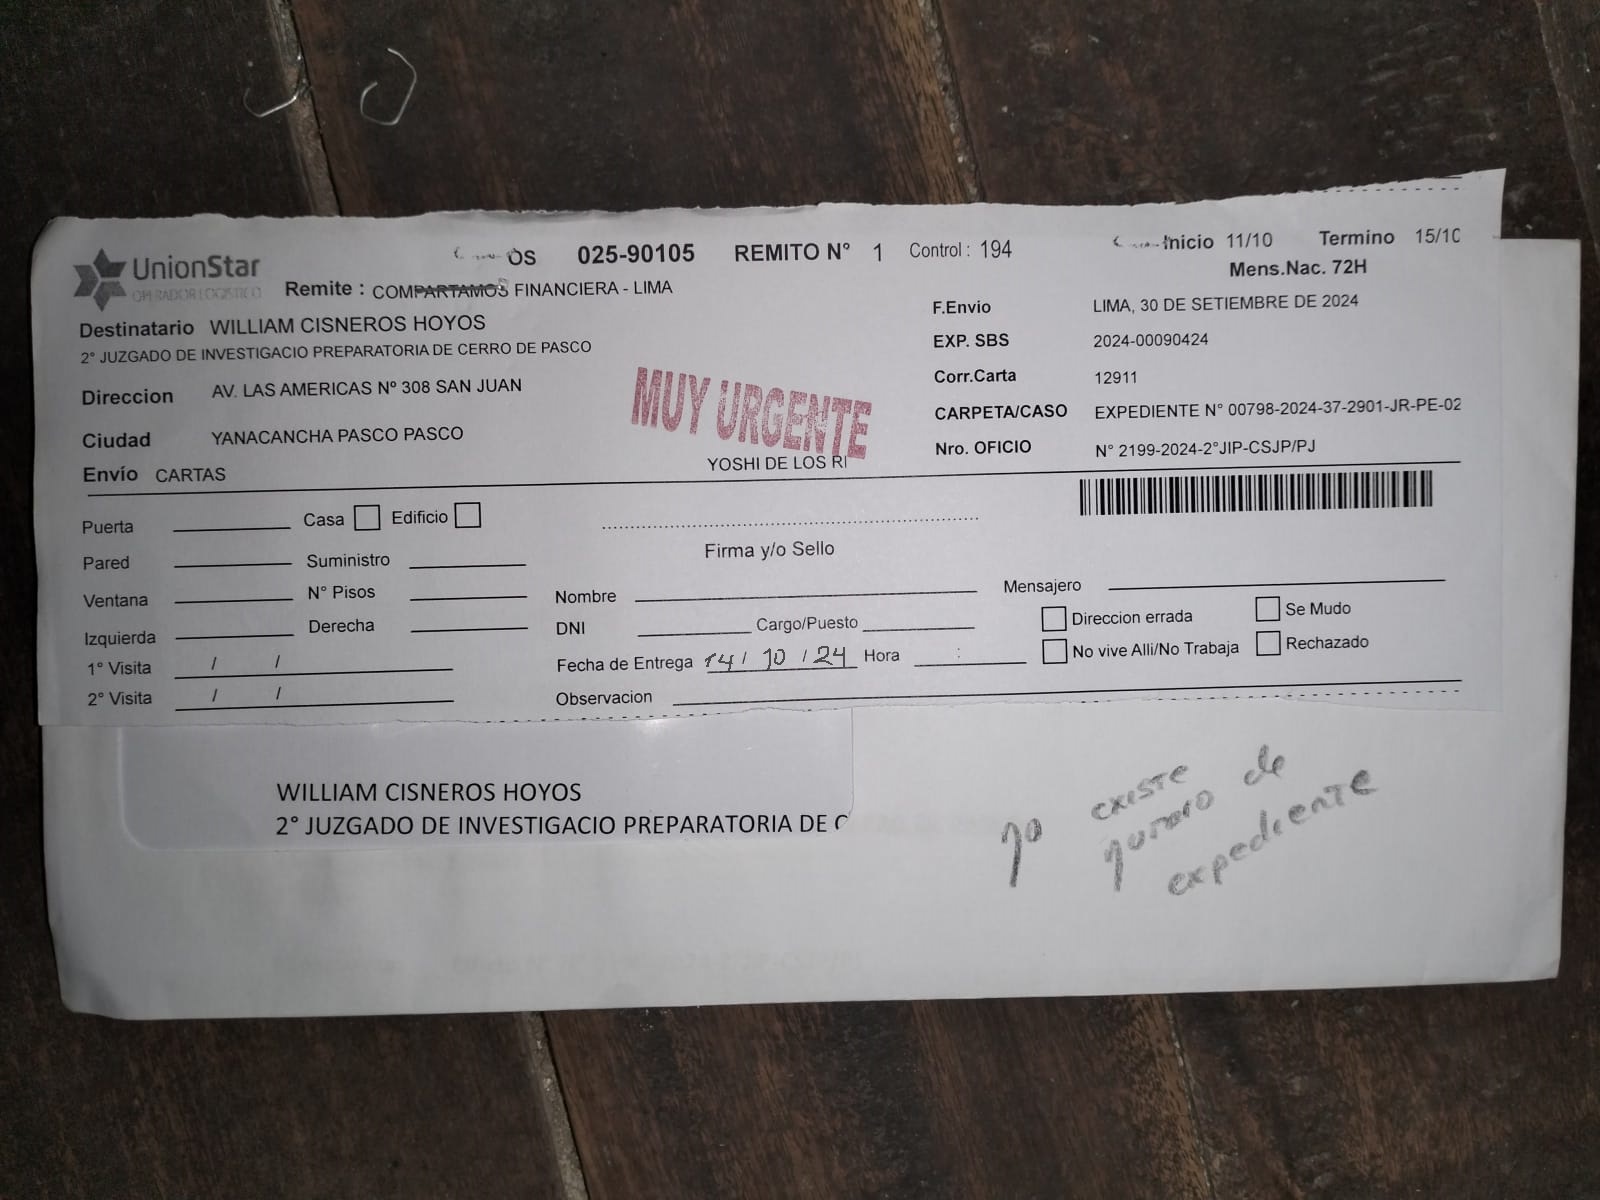 UnionStar
OPERADOR LOGISTICO
OS 025-90105 REMITO N° 1 Control : 194
Inicio 11/10 Termino 15/10
Mens.Nac. 72H
Remite : COMPARTAMOS FINANCIERA - LIMA
Destinatario WILLIAM CISNEROS HOYOS
2° JUZGADO DE INVESTIGACIO PREPARATORIA DE CERRO DE PASCO
Direccion AV. LAS AMERICAS Nº 308 SAN JUAN
Ciudad YANACANCHA PASCO PASCO
Envío CARTAS
MUY URGENTE
YOSHI DE LOS RI
F.Envio LIMA, 30 DE SETIEMBRE DE 2024
EXP. SBS 2024-00090424
Corr.Carta 12911
CARPETA/CASO EXPEDIENTE N° 00798-2024-37-2901-JR-PE-02
Nro. OFICIO N° 2199-2024-2°JIP-CSJP/PJ
Puerta Casa Edificio
Pared Suministro
Ventana N° Pisos
Izquierda Derecha
1° Visita / /
2° Visita / /
Firma y/o Sello
Nombre
DNI Cargo/Puesto
Fecha de Entrega 14/ 10 / 24 Hora :
Observacion
Mensajero
Direccion errada Se Mudo
No vive Alli/No Trabaja Rechazado
WILLIAM CISNEROS HOYOS
2° JUZGADO DE INVESTIGACIO PREPARATORIA DE C
no existe
numero de
expediente